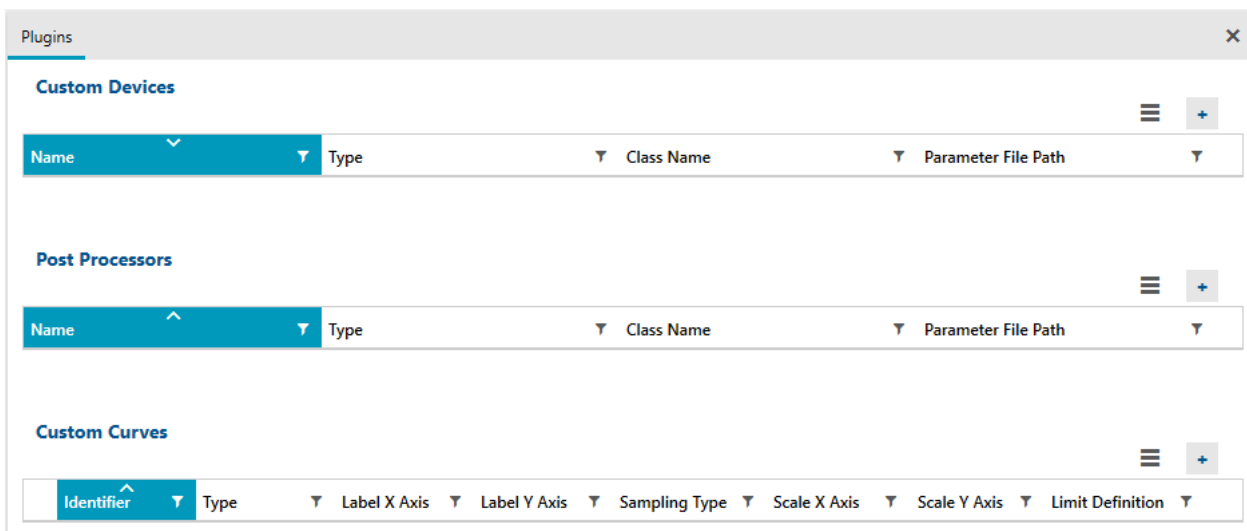 Plugins
Custom Devices
Name Type Class Name Parameter File Path
Post Processors
Name Type Class Name Parameter File Path
Custom Curves
Identifier Type Label X Axis Label Y Axis Sampling Type Scale X Axis Scale Y Axis Limit Definition